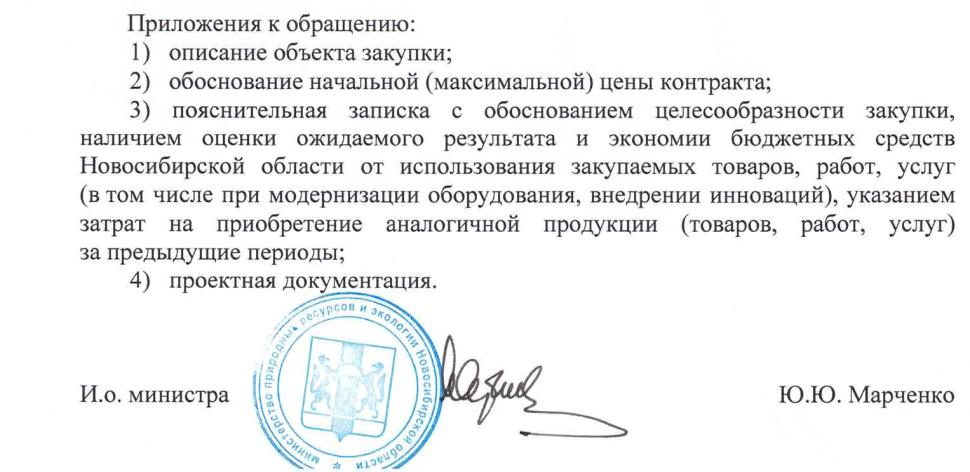 Приложения к обращению:
1) описание объекта закупки;
2) обоснование начальной (максимальной) цены контракта;
3) пояснительная записка с обоснованием целесообразности закупки,
наличием оценки ожидаемого результата и экономии бюджетных средств
Новосибирской области от использования закупаемых товаров, работ, услуг
(в том числе при модернизации оборудования, внедрении инноваций), указанием
затрат на приобретение аналогичной продукции (товаров, работ, услуг)
за предыдущие периоды;
4) проектная документация.
министерство природных ресурсов и экологии Новосибирской области *
И.о. министра
Ю.Ю. Марченко